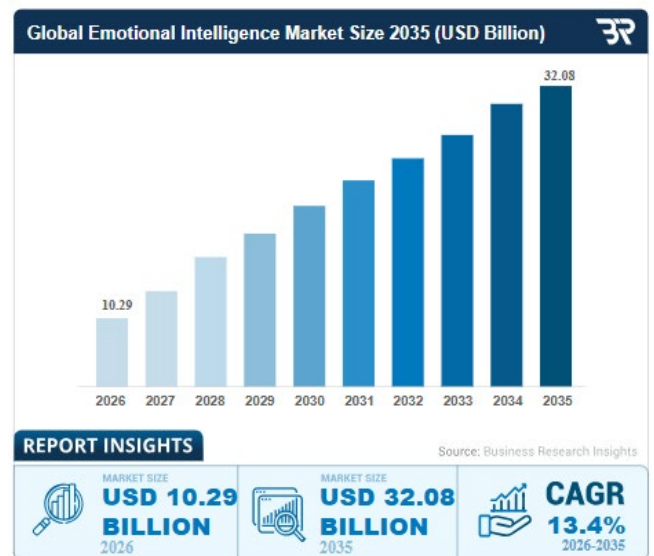 Global Emotional Intelligence Market Size 2035 (USD Billion)
32.08
10.29
2026 2027 2028 2029 2030 2031 2032 2033 2034 2035
REPORT INSIGHTS
Source: Business Research Insights
MARKET SIZE
USD 10.29
BILLION
2026
MARKET SIZE
USD 32.08
BILLION
2035
CAGR
13.4%
2026-2035